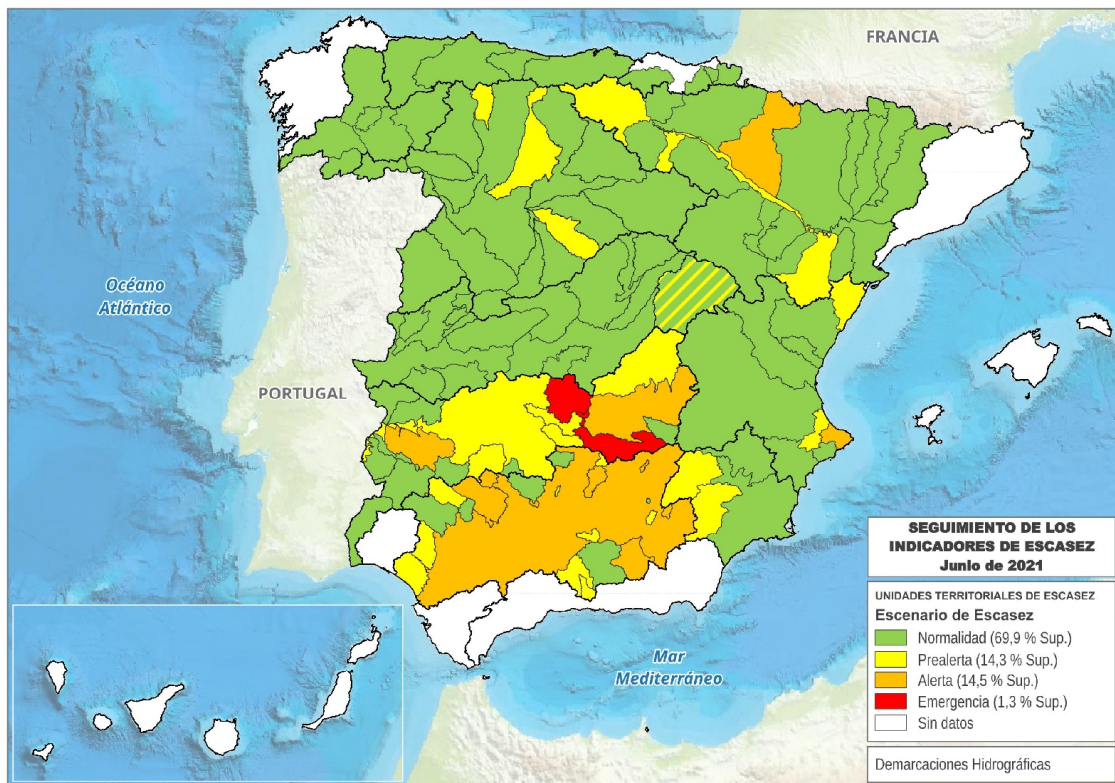 FRANCIA
Océano
Atlántico
PORTUGAL
Mar
Mediterráneo
SEGUIMIENTO DE LOS
INDICADORES DE ESCASEZ
Junio de 2021
UNIDADES TERRITORIALES DE ESCASEZ
Escenario de Escasez
Normalidad (69,9 % Sup.)
Prealerta (14,3 % Sup.)
Alerta (14,5 % Sup.)
Emergencia (1,3 % Sup.)
Sin datos
Demarcaciones Hidrográficas